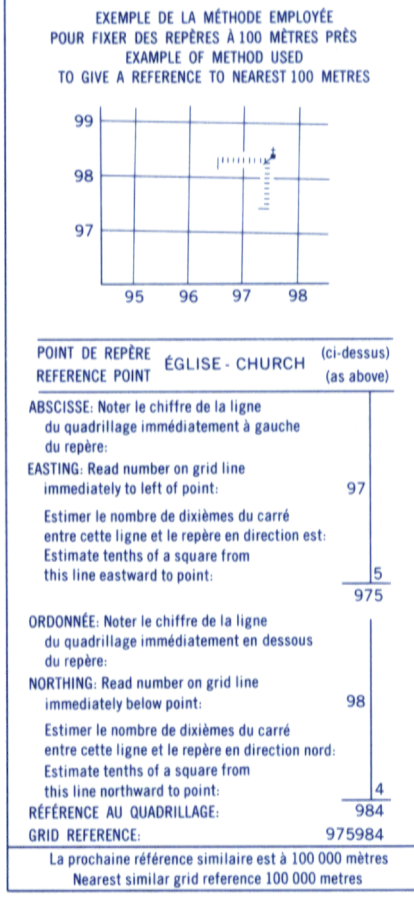 EXEMPLE DE LA MÉTHODE EMPLOYÉE
POUR FIXER DES REPÈRES À 100 MÈTRES PRÈS
EXAMPLE OF METHOD USED
TO GIVE A REFERENCE TO NEAREST 100 METRES
99
98
97
95 96 97 98
POINT DE REPÈRE
REFERENCE POINT
ÉGLISE - CHURCH
(ci-dessus)
(as above)
ABSCISSE: Noter le chiffre de la ligne
du quadrillage immédiatement à gauche
du repère:
EASTING: Read number on grid line
immediately to left of point: 97
Estimer le nombre de dixièmes du carré
entre cette ligne et le repère en direction est:
Estimate tenths of a square from
this line eastward to point: 5
975
ORDONNÉE: Noter le chiffre de la ligne
du quadrillage immédiatement en dessous
du repère:
NORTHING: Read number on grid line
immediately below point: 98
Estimer le nombre de dixièmes du carré
entre cette ligne et le repère en direction nord:
Estimate tenths of a square from
this line northward to point: 4
RÉFÉRENCE AU QUADRILLAGE: 984
GRID REFERENCE: 975984
La prochaine référence similaire est à 100 000 mètres
Nearest similar grid reference 100 000 metres